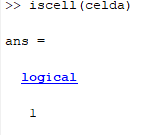 >> iscell(celda)
ans =
logical
1